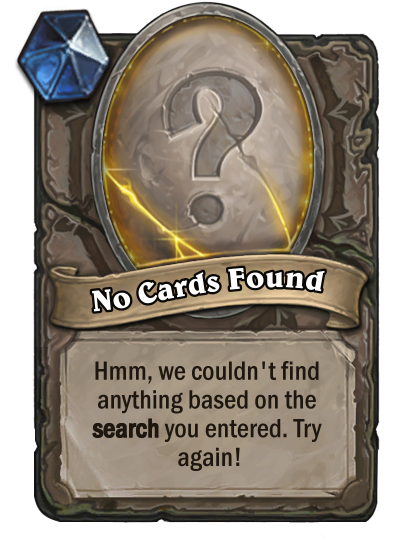 No Cards Found
Hmm, we couldn't find
anything based on the
search you entered. Try
again!